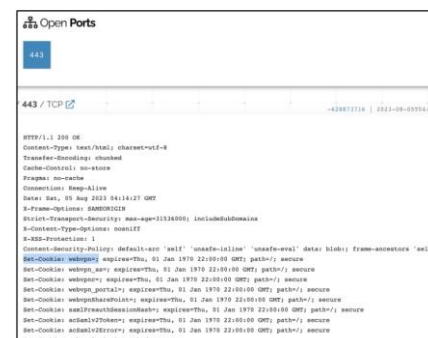 Open Ports
443
443 / TCP
-428873716 | 2023-08-05T04:
HTTP/1.1 200 OK
Content-Type: text/html; charset=utf-8
Transfer-Encoding: chunked
Cache-Control: no-store
Pragma: no-cache
Connection: Keep-Alive
Date: Sat, 05 Aug 2023 04:14:27 GMT
X-Frame-Options: SAMEORIGIN
Strict-Transport-Security: max-age=31536000; includeSubDomains
X-Content-Type-Options: nosniff
X-XSS-Protection: 1
Content-Security-Policy: default-src 'self' 'unsafe-inline' 'unsafe-eval' data: blob:; frame-ancestors 'sel
Set-Cookie: webvpn=; expires=Thu, 01 Jan 1970 22:00:00 GMT; path=/; secure
Set-Cookie: webvpn_as=; expires=Thu, 01 Jan 1970 22:00:00 GMT; path=/; secure
Set-Cookie: webvpnc=; expires=Thu, 01 Jan 1970 22:00:00 GMT; path=/; secure
Set-Cookie: webvpn_portal=; expires=Thu, 01 Jan 1970 22:00:00 GMT; path=/; secure
Set-Cookie: webvpnSharePoint=; expires=Thu, 01 Jan 1970 22:00:00 GMT; path=/; secure
Set-Cookie: samlPreauthSessionHash=; expires=Thu, 01 Jan 1970 22:00:00 GMT; path=/; secure
Set-Cookie: acSamlv2Token=; expires=Thu, 01 Jan 1970 22:00:00 GMT; path=/; secure
Set-Cookie: acSamlv2Error=; expires=Thu, 01 Jan 1970 22:00:00 GMT; path=/; secure